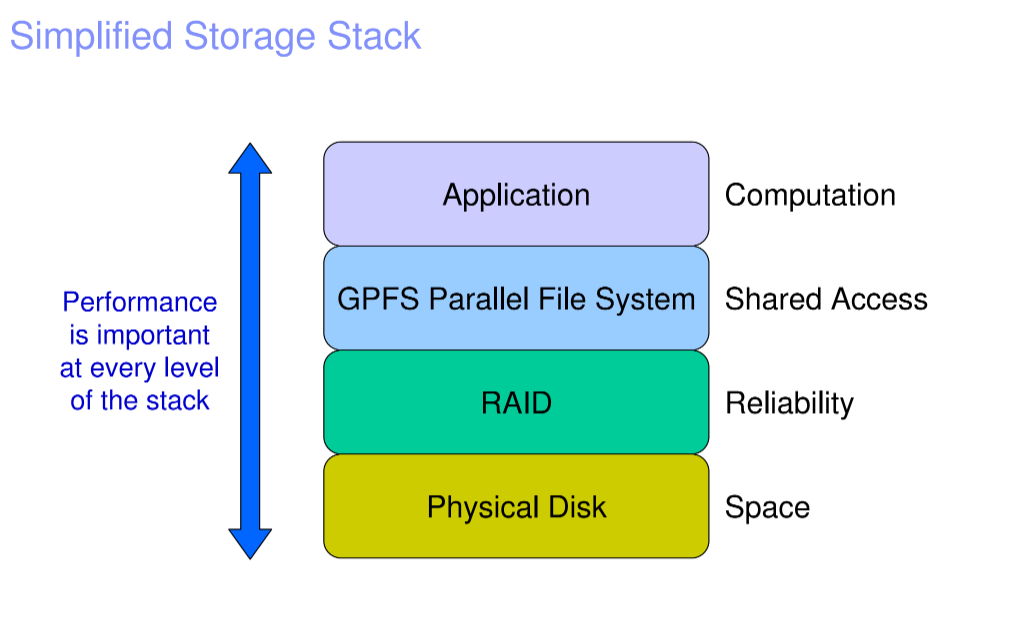 Simplified Storage Stack
Application
Computation
GPFS Parallel File System
Shared Access
RAID
Reliability
Physical Disk
Space
Performance
is important
at every level
of the stack